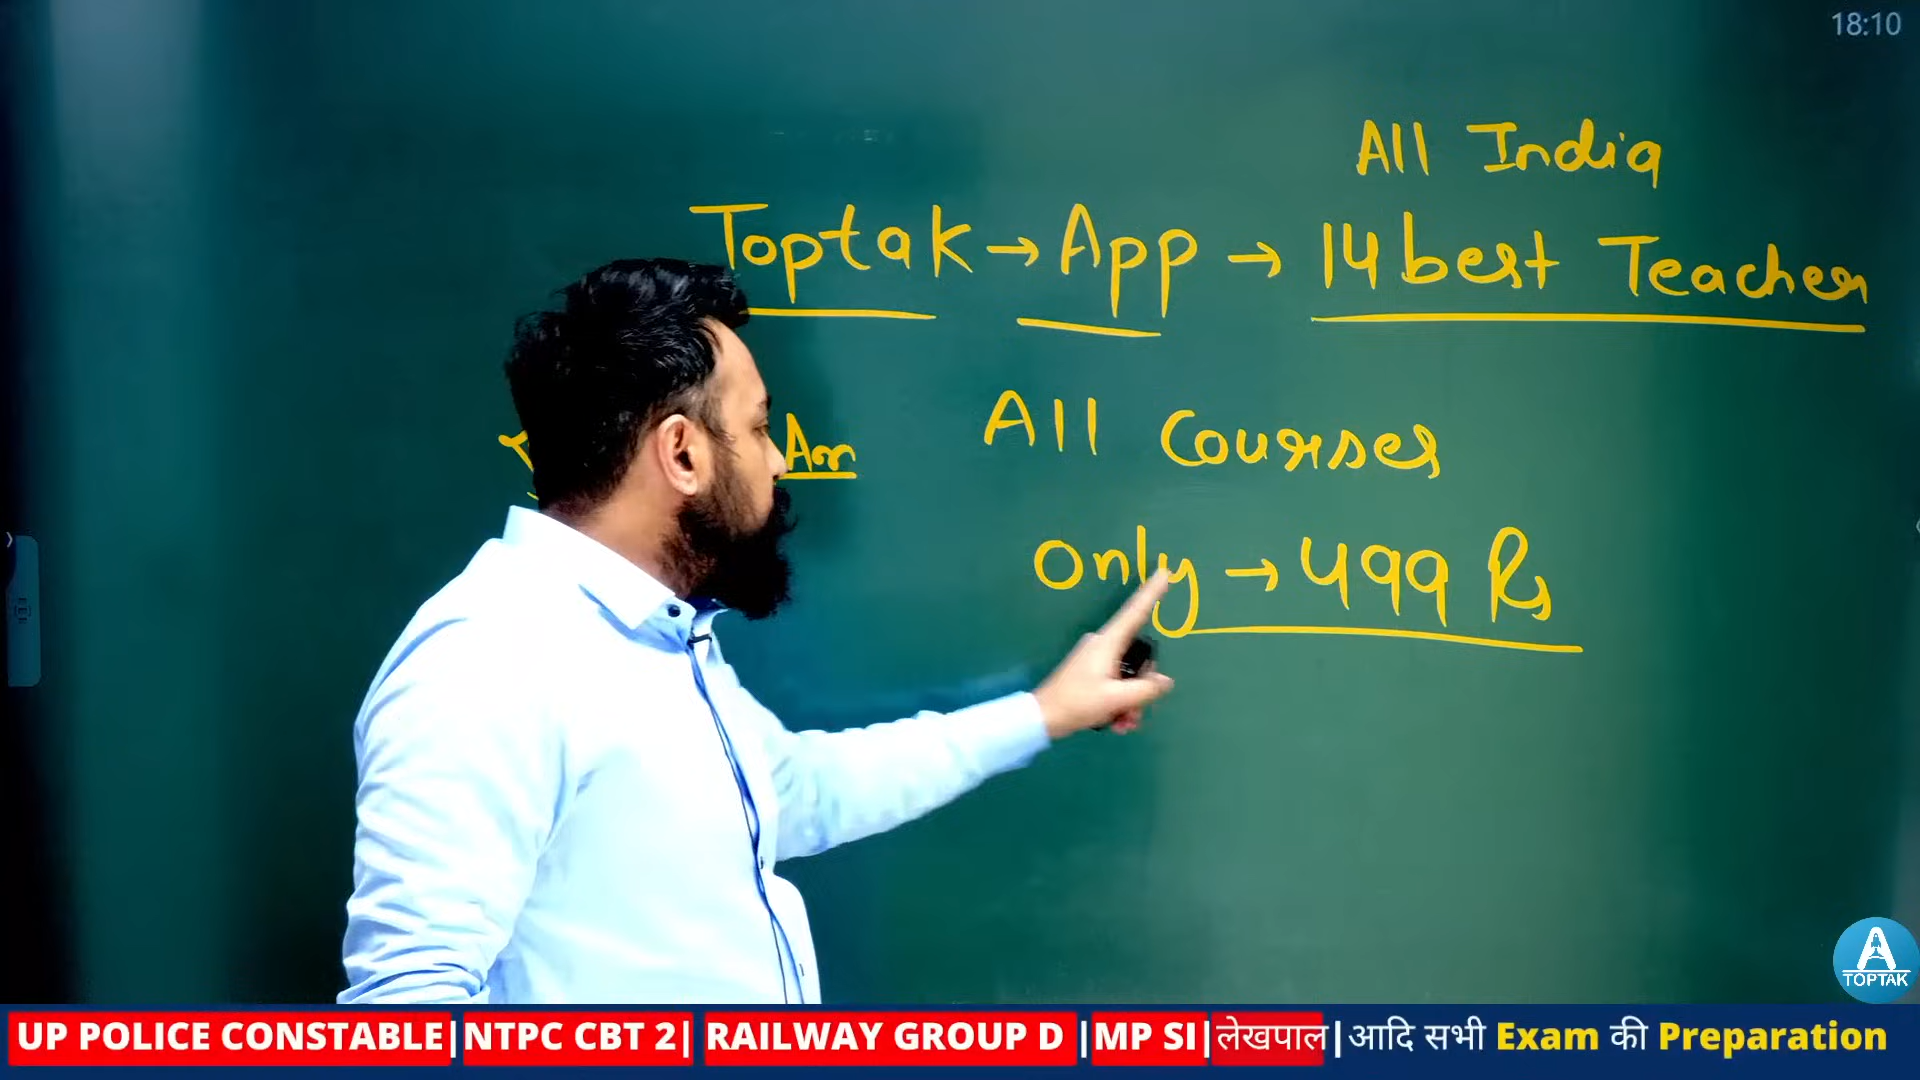 18:10
All India
Toptak → App → 14 best Teacher
All Courses
Only → 499 Rs
A
TOPTAK
UP POLICE CONSTABLE|NTPC CBT 2| RAILWAY GROUP D |MP SI|लेखपाल|आदि सभी Exam की Preparation